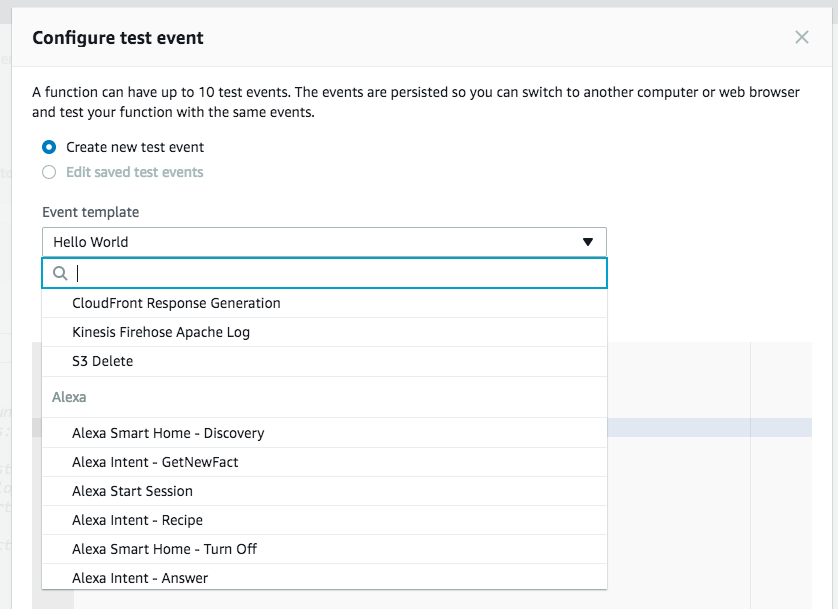 Configure test event
A function can have up to 10 test events. The events are persisted so you can switch to another computer or web browser
and test your function with the same events.
Create new test event
Edit saved test events
Event template
Hello World
CloudFront Response Generation
Kinesis Firehose Apache Log
S3 Delete
Alexa
Alexa Smart Home - Discovery
Alexa Intent - GetNewFact
Alexa Start Session
Alexa Intent - Recipe
Alexa Smart Home - Turn Off
Alexa Intent - Answer